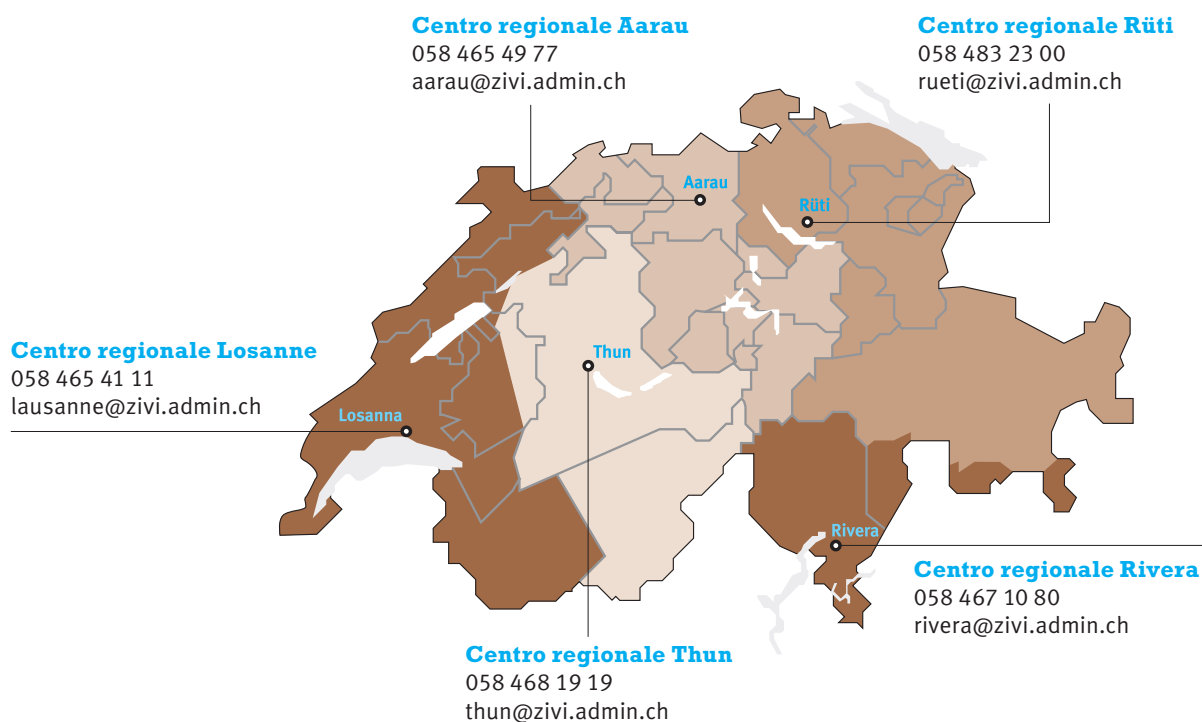 Centro regionale Aarau
058 465 49 77
aarau@zivi.admin.ch
Centro regionale Rüti
058 483 23 00
rueti@zivi.admin.ch
Aarau
Rüti
Centro regionale Losanne
058 465 41 11
lausanne@zivi.admin.ch
Thun
Losanna
Rivera
Centro regionale Rivera
058 467 10 80
rivera@zivi.admin.ch
Centro regionale Thun
058 468 19 19
thun@zivi.admin.ch